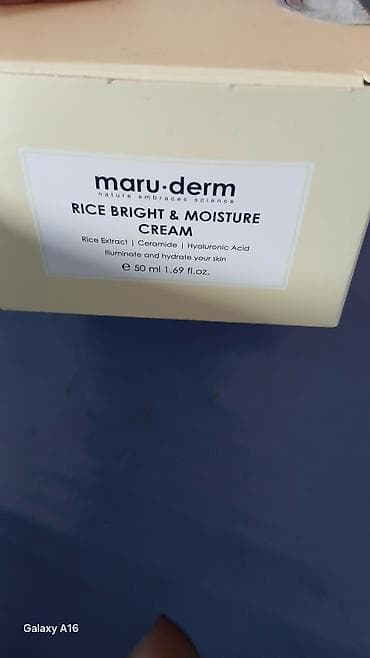 maru·derm
nature embraces science
RICE BRIGHT & MOISTURE
CREAM
Rice Extract | Ceramide | Hyaluronic Acid
Illuminate and hydrate your skin
e 50 ml 1.69 fl.oz.
Galaxy A16